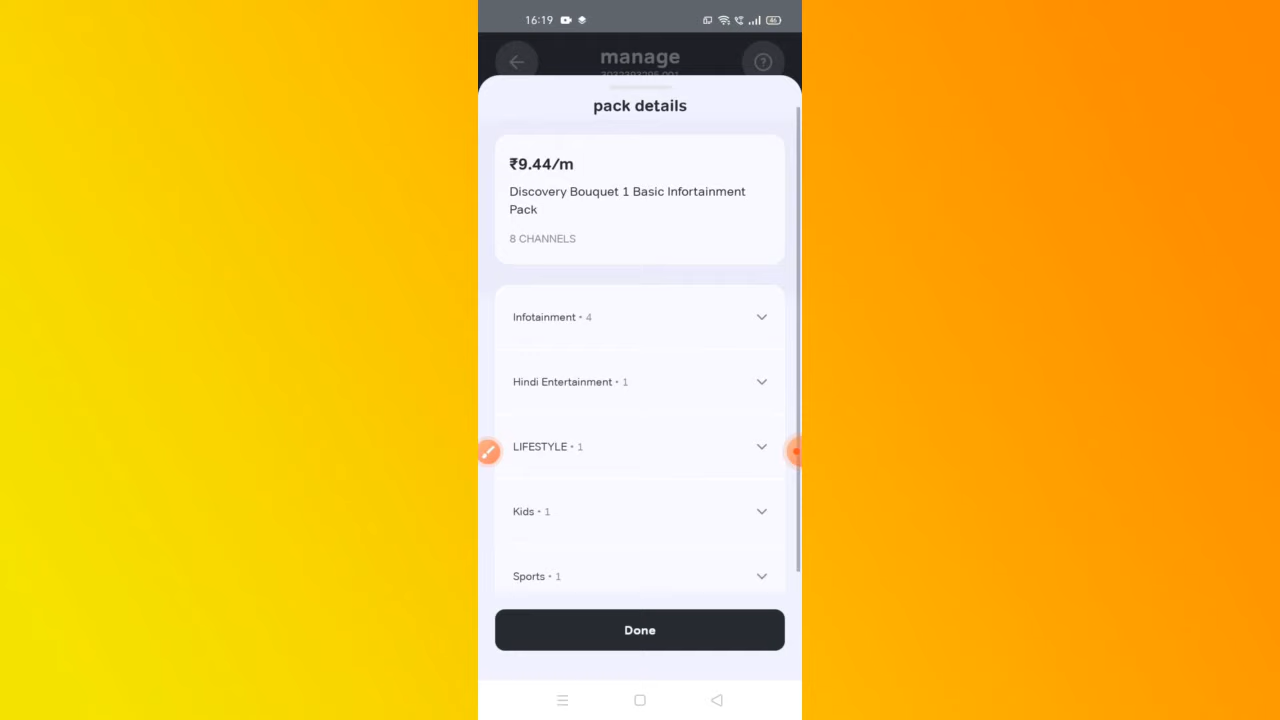 16:19
46
manage
pack details
₹9.44/m
Discovery Bouquet 1 Basic Infortainment
Pack
8 CHANNELS
Infotainment • 4
Hindi Entertainment • 1
LIFESTYLE • 1
Kids • 1
Sports • 1
Done